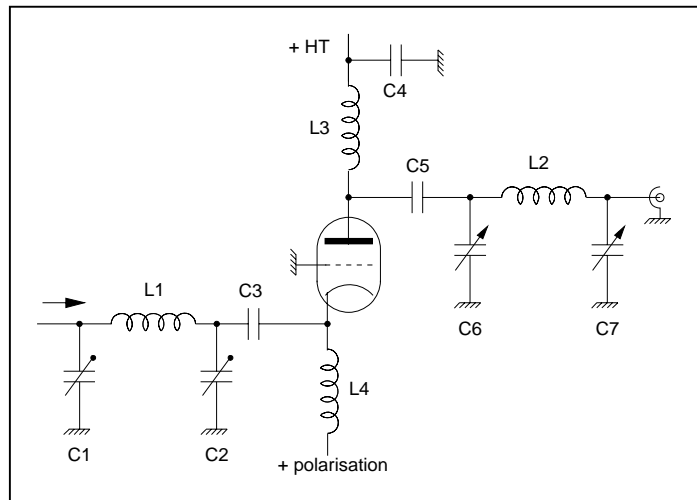 + HT
C4
L3
C5
L2
L1
C3
C6
C7
L4
C1
C2
+ polarisation